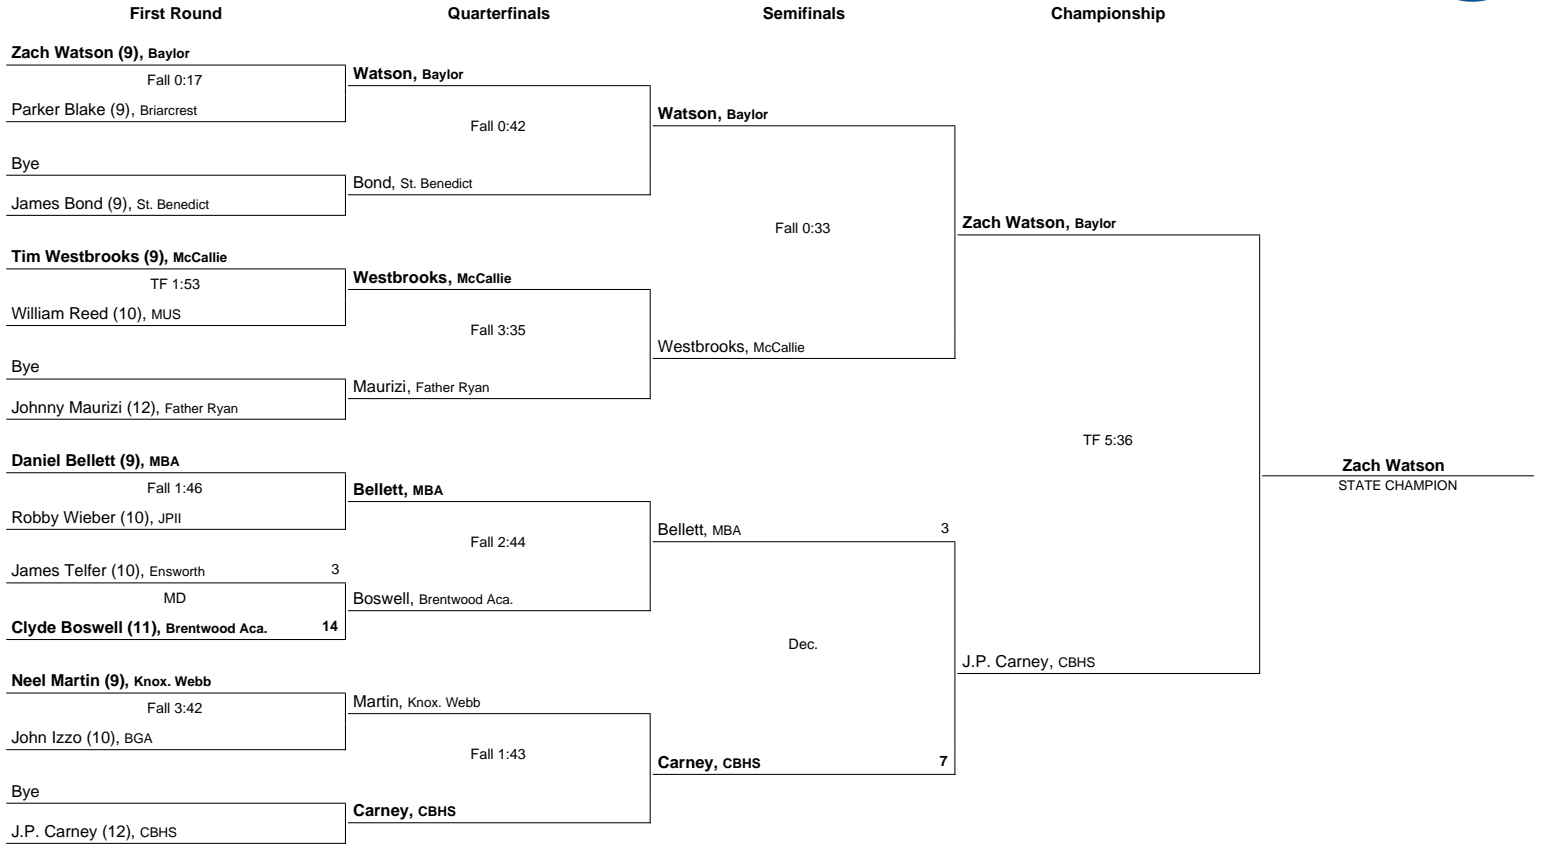 First Round
Quarterfinals
Semifinals
Championship
Zach Watson (9), Baylor
Fall 0:17
Parker Blake (9), Briarcrest
Bye
James Bond (9), St. Benedict
Tim Westbrooks (9), McCallie
TF 1:53
William Reed (10), MUS
Bye
Johnny Maurizi (12), Father Ryan
Daniel Bellett (9), MBA
Fall 1:46
Robby Wieber (10), JPII
James Telfer (10), Ensworth 3
MD
Clyde Boswell (11), Brentwood Aca. 14
Neel Martin (9), Knox. Webb
Fall 3:42
John Izzo (10), BGA
Bye
J.P. Carney (12), CBHS
Watson, Baylor
Fall 0:42
Bond, St. Benedict
Westbrooks, McCallie
Fall 3:35
Maurizi, Father Ryan
Bellett, MBA
Fall 2:44
Boswell, Brentwood Aca.
Martin, Knox. Webb
Fall 1:43
Carney, CBHS
Watson, Baylor
Fall 0:33
Westbrooks, McCallie
Bellett, MBA 3
Dec.
Carney, CBHS 7
Zach Watson, Baylor
TF 5:36
J.P. Carney, CBHS
Zach Watson
STATE CHAMPION